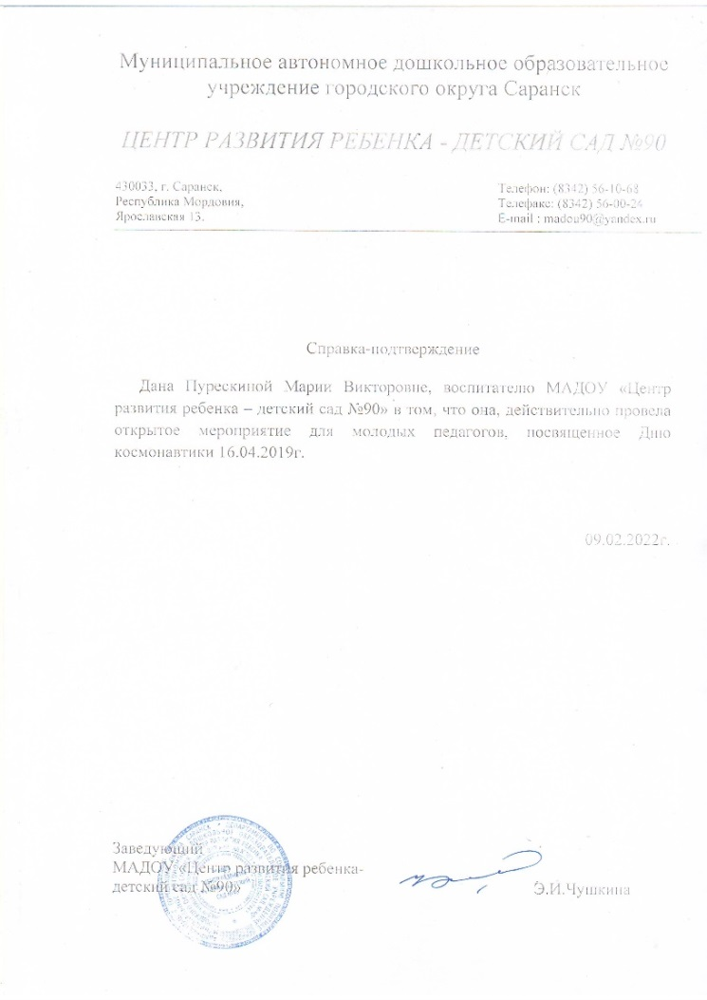 Муниципальное автономное дошкольное образовательное
учреждение городского округа Саранск
ЦЕНТР РАЗВИТИЯ РЕБЕНКА - ДЕТСКИЙ САД №90
430033, г. Саранск,
Республика Мордовия,
Ярославская 13.
Телефон: (8342) 56-10-68
Телефакс: (8342) 56-00-24
E-mail : madou90@yandex.ru
Справка-подтверждение
Дана Пурескиной Марии Викторовне, воспитателю МАДОУ «Центр
развития ребенка – детский сад №90» в том, что она, действительно провела
открытое мероприятие для молодых педагогов, посвященное Дню
космонавтики 16.04.2019г.
09.02.2022г.
Заведующий
МАДОУ «Центр развития ребенка-
детский сад №90»
Э.И.Чушкина